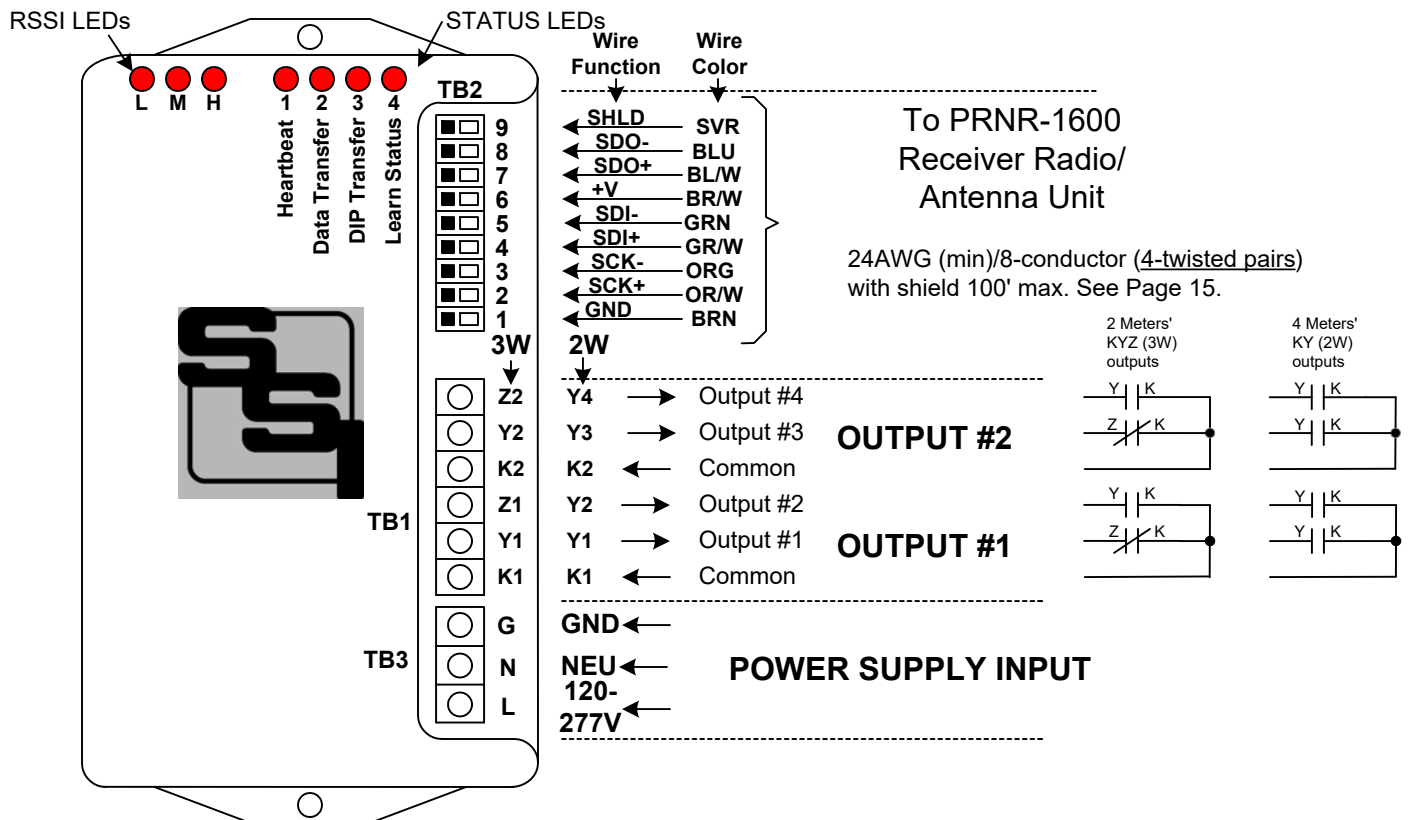 RSSI LEDs
STATUS LEDs
L M H
1 2 3 4
Heartbeat
Data Transfer
DIP Transfer
Learn Status
TB2
Wire Function
Wire Color
9 SHLD SVR
8 SDO- BLU
7 SDO+ BL/W
6 +V BR/W
5 SDI- GRN
4 SDI+ GR/W
3 SCK- ORG
2 SCK+ OR/W
1 GND BRN
To PRNR-1600
Receiver Radio/
Antenna Unit
24AWG (min)/8-conductor (4-twisted pairs)
with shield 100' max. See Page 15.
SSI
3W 2W
TB1
Z2 Y4 Output #4
Y2 Y3 Output #3
K2 K2 Common
OUTPUT #2
Z1 Y2 Output #2
Y1 Y1 Output #1
K1 K1 Common
OUTPUT #1
2 Meters'
KYZ (3W)
outputs
Y K
Z K
Y K
Z K
4 Meters'
KY (2W)
outputs
Y K
Y K
Y K
Y K
TB3
G GND
N NEU
L 120-
277V
POWER SUPPLY INPUT